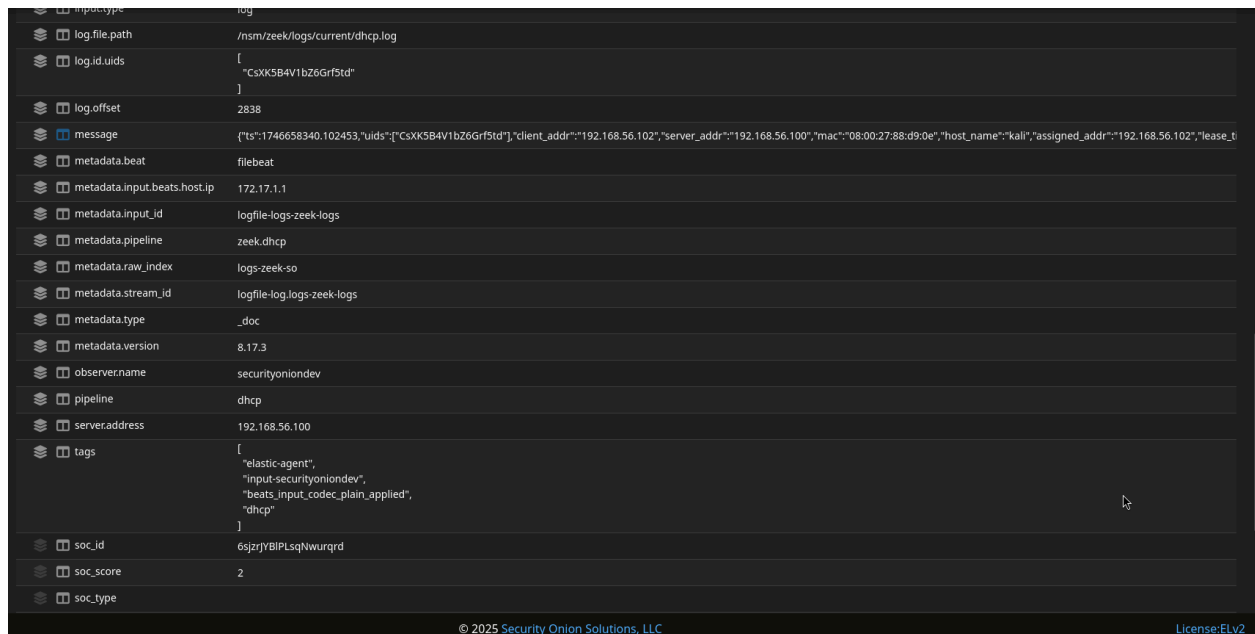 input.type log
log.file.path /nsm/zeek/logs/current/dhcp.log
log.id.uids [
"CsXK5B4V1bZ6Grf5td"
]
log.offset 2838
message {"ts":1746658340.102453,"uids":["CsXK5B4V1bZ6Grf5td"],"client_addr":"192.168.56.102","server_addr":"192.168.56.100","mac":"08:00:27:88:d9:0e","host_name":"kali","assigned_addr":"192.168.56.102","lease_ti
metadata.beat filebeat
metadata.input.beats.host.ip 172.17.1.1
metadata.input_id logfile-logs-zeek-logs
metadata.pipeline zeek.dhcp
metadata.raw_index logs-zeek-so
metadata.stream_id logfile-log.logs-zeek-logs
metadata.type _doc
metadata.version 8.17.3
observer.name securityoniondev
pipeline dhcp
server.address 192.168.56.100
tags [
"elastic-agent",
"input-securityoniondev",
"beats_input_codec_plain_applied",
"dhcp"
]
soc_id 6sjzrJYBlPLsqNwurqrd
soc_score 2
soc_type
© 2025 Security Onion Solutions, LLC License:ELv2